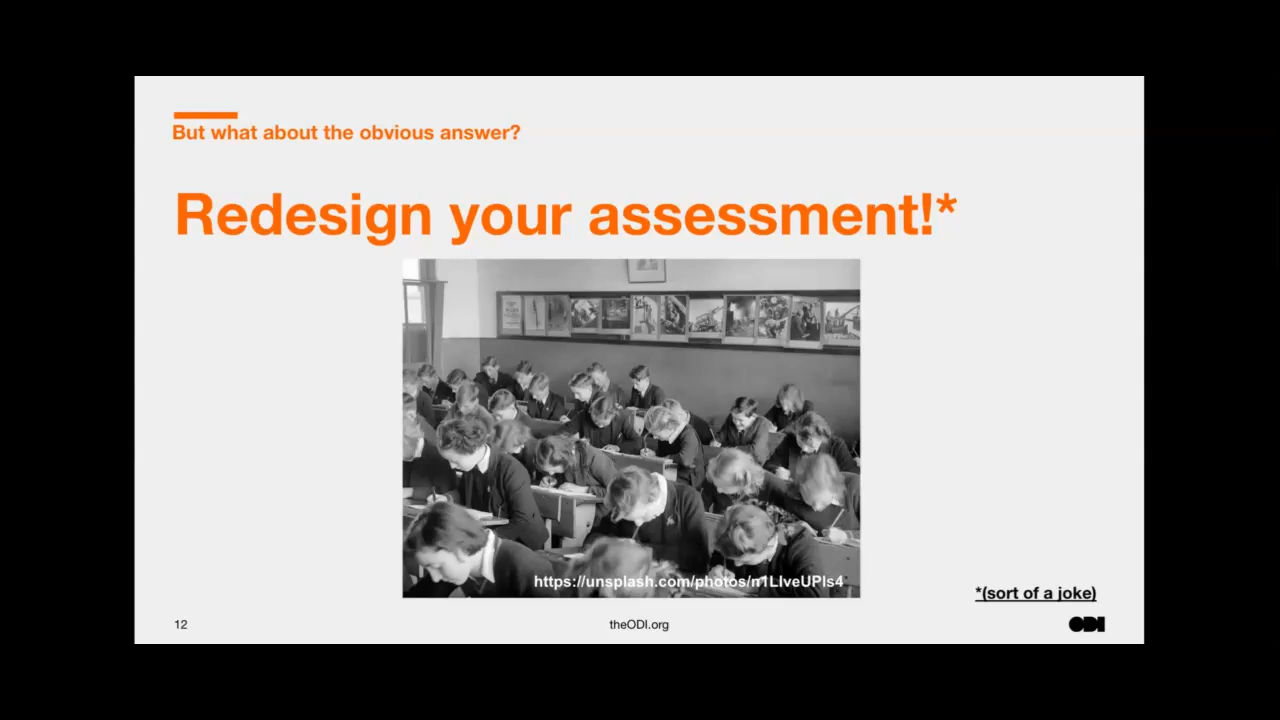 But what about the obvious answer?
Redesign your assessment!*
https://unsplash.com/photos/n1LIveUPIs4
*(sort of a joke)
12
theODI.org
ODI